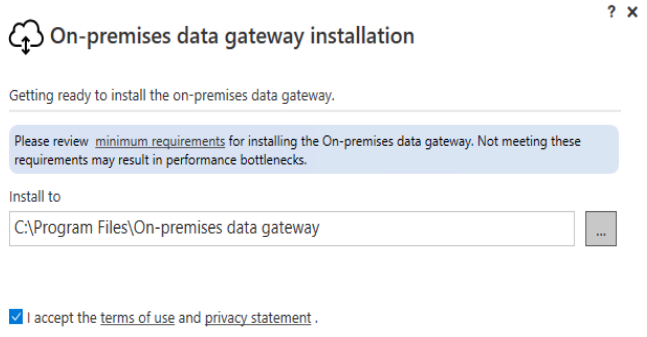 ? ×
On-premises data gateway installation
Getting ready to install the on-premises data gateway.
Please review minimum requirements for installing the On-premises data gateway. Not meeting these
requirements may result in performance bottlenecks.
Install to
C:\Program Files\On-premises data gateway
...
I accept the terms of use and privacy statement .